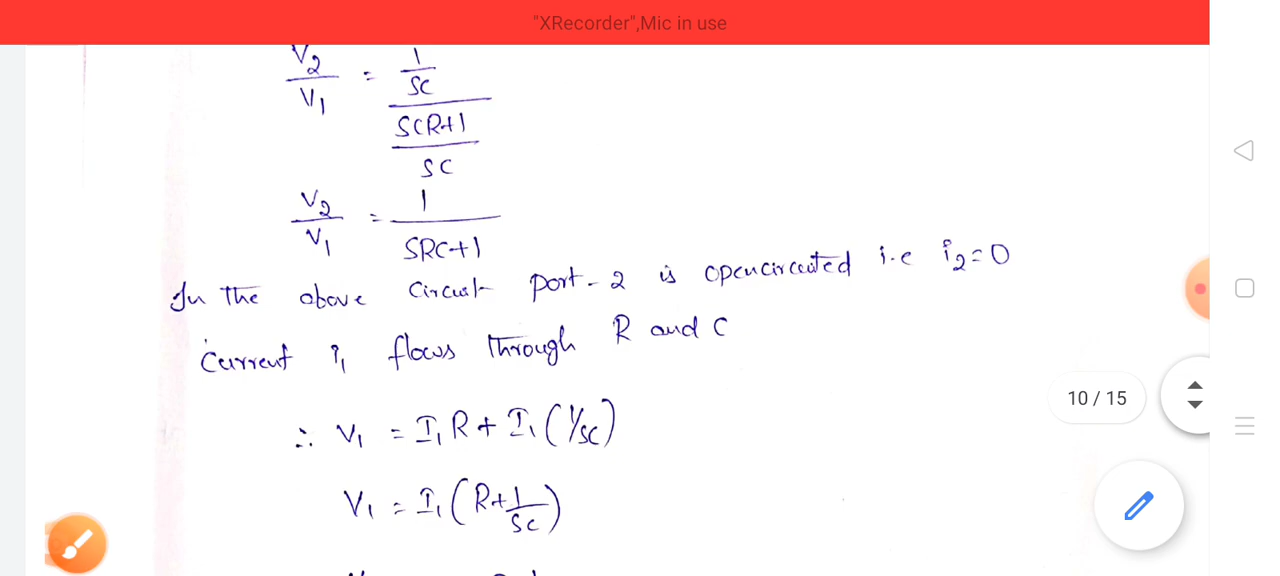 "XRecorder",Mic in use
V2/V1 = (1/SC)/((SCR+1)/SC)
V2/V1 = 1/(SRC+1)
In the above circuit port-2 is opencircuited i.e i2=0
Current i1 flows through R and C
∴ V1 = I1R + I1(1/SC)
V1 = I1(R+1/SC)
10 / 15